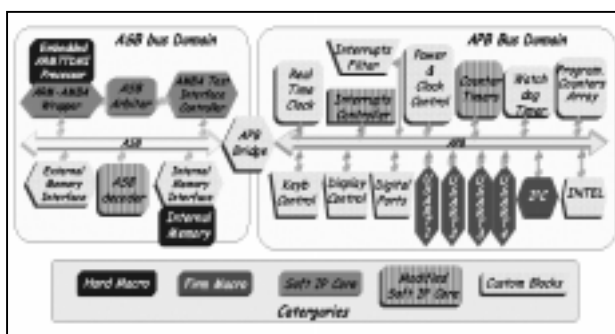 ASB bus Domain
APB Bus Domain
Embedded
ARM7TDMI
Processor
ARM-AMBA
Wrapper
ASB
Arbiter
AMBA Test
Interface
Controller
ASB
External
Memory
Interface
ASB
decoder
Internal
Memory
Interface
Internal
Memory
APB
Bridge
Real
Time
Clock
Interrupts
Filter
Interrupts
Controller
Power
&
Clock
Control
Counter
Timers
Watch
dog
Timer
Program.
Counters
Array
APB
Keyb
Control
Display
Control
Digital
Ports
I²C
INTEL
Hard Macro
Firm Macro
Soft IP Core
Modified
Soft IP Core
Custom Blocks
Catergories